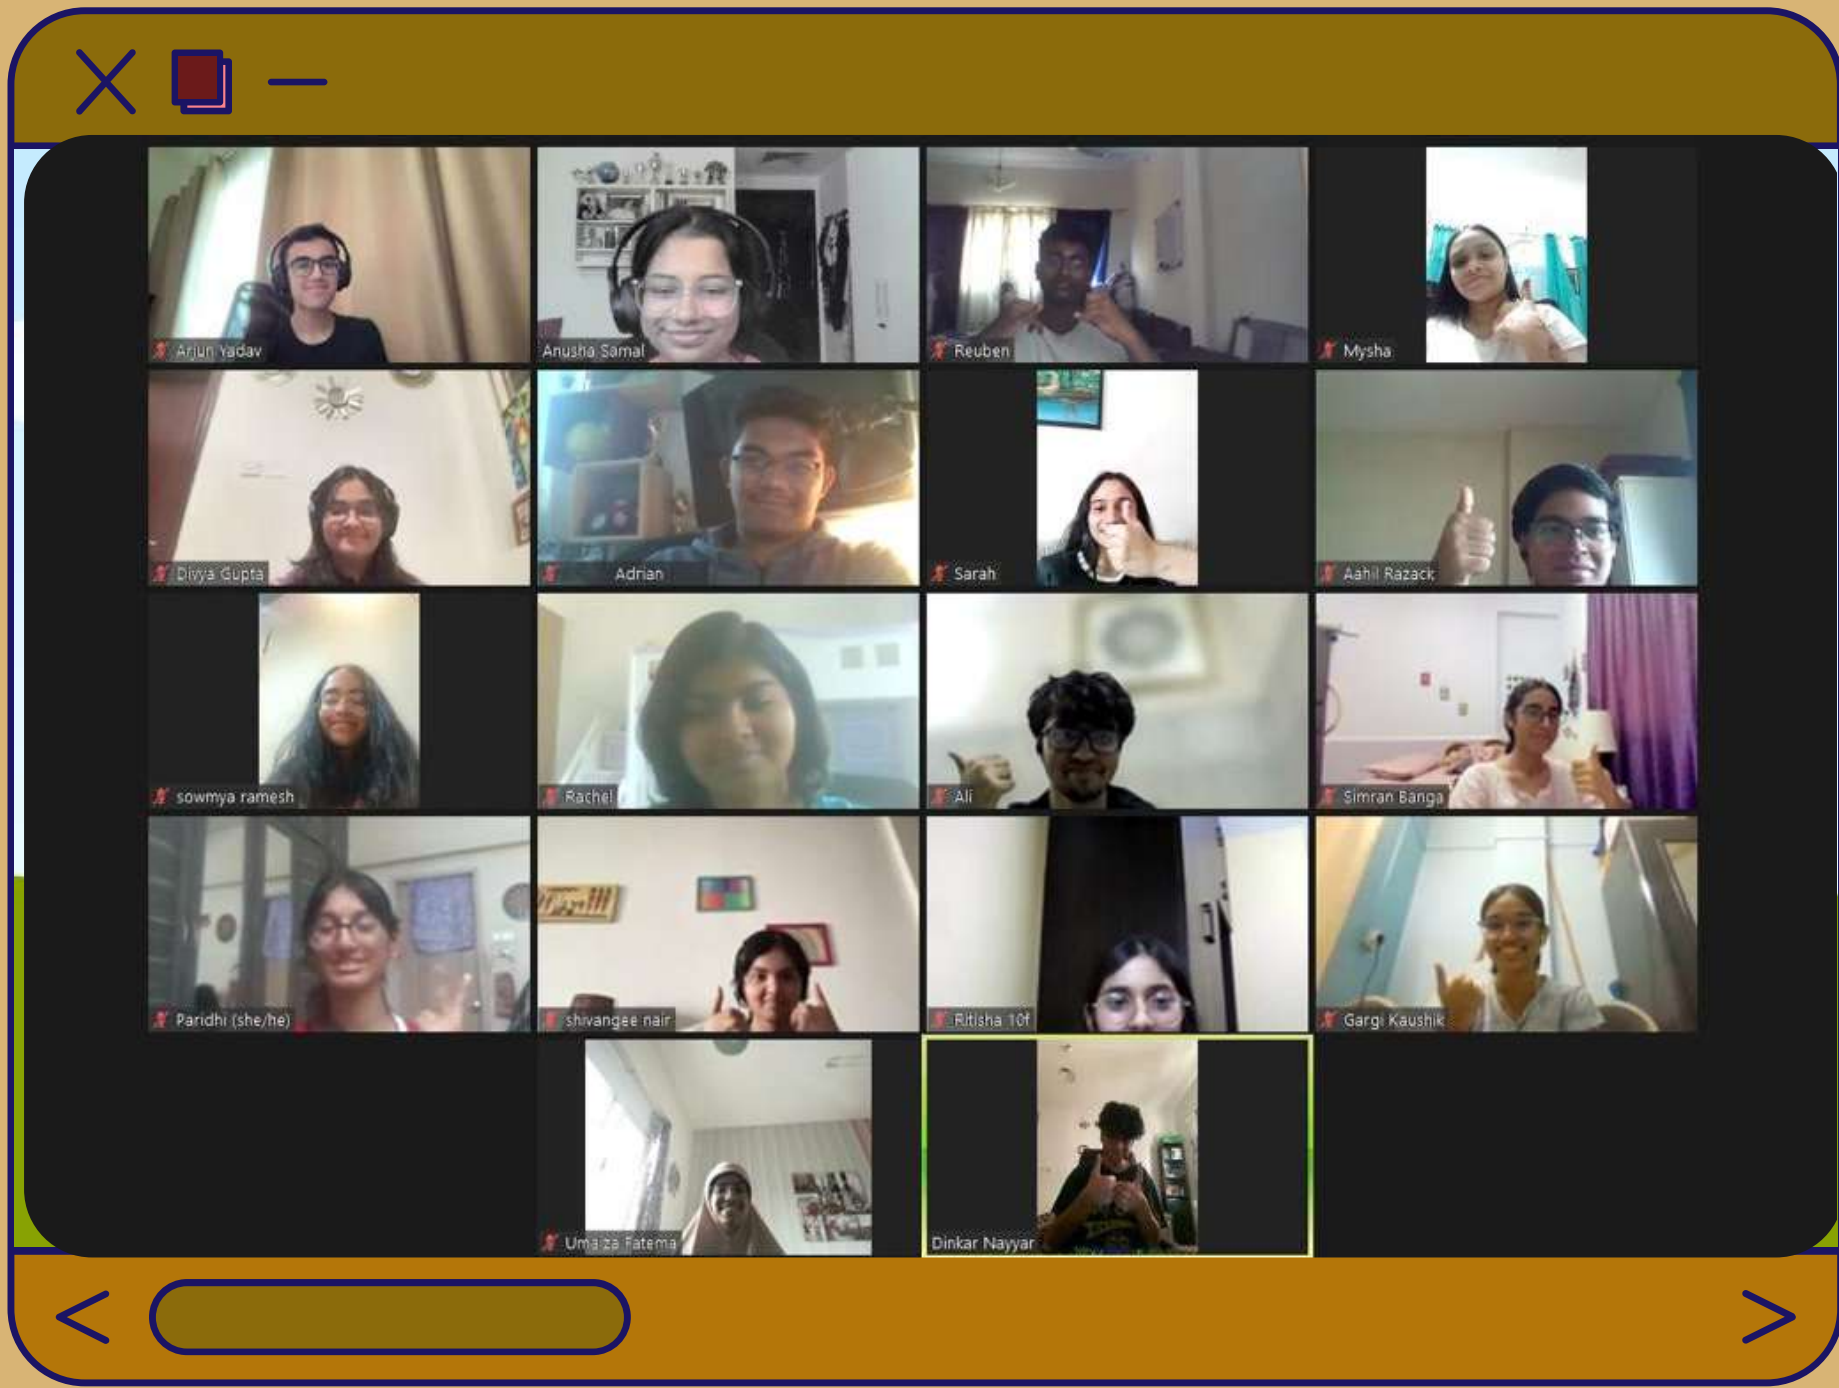 Arjun Yadav
Anusha Samal
Reuben
Mysha
Divya Gupta
Adrian
Sarah
Aahil Razack
sowmya ramesh
Rachel
Ali
Simran Banga
Paridhi (she/he)
shivangee nair
Ritisha 10f
Gargi Kaushik
Umaiza Fatema
Dinkar Nayyar